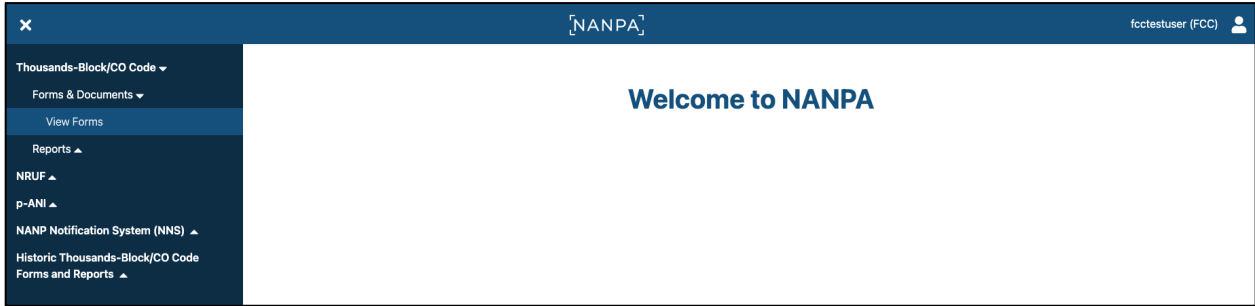 NANPA
fcctestuser (FCC)
Thousands-Block/CO Code
Forms & Documents
View Forms
Reports
NRUF
p-ANI
NANP Notification System (NNS)
Historic Thousands-Block/CO Code
Forms and Reports
Welcome to NANPA